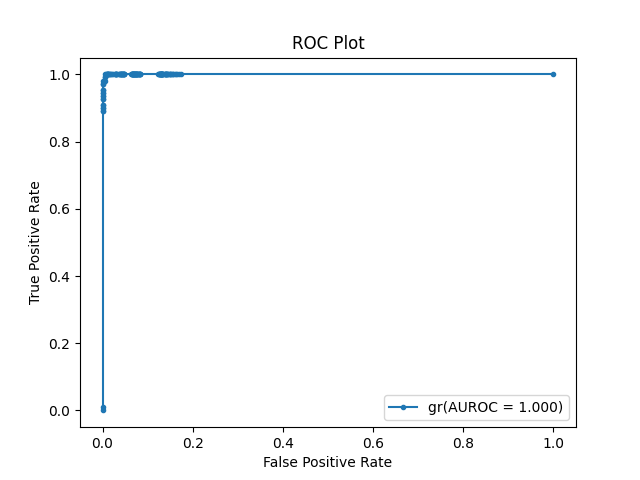 ROC Plot
True Positive Rate
1.0
0.8
0.6
0.4
0.2
0.0
0.0 0.2 0.4 0.6 0.8 1.0
False Positive Rate
gr(AUROC = 1.000)